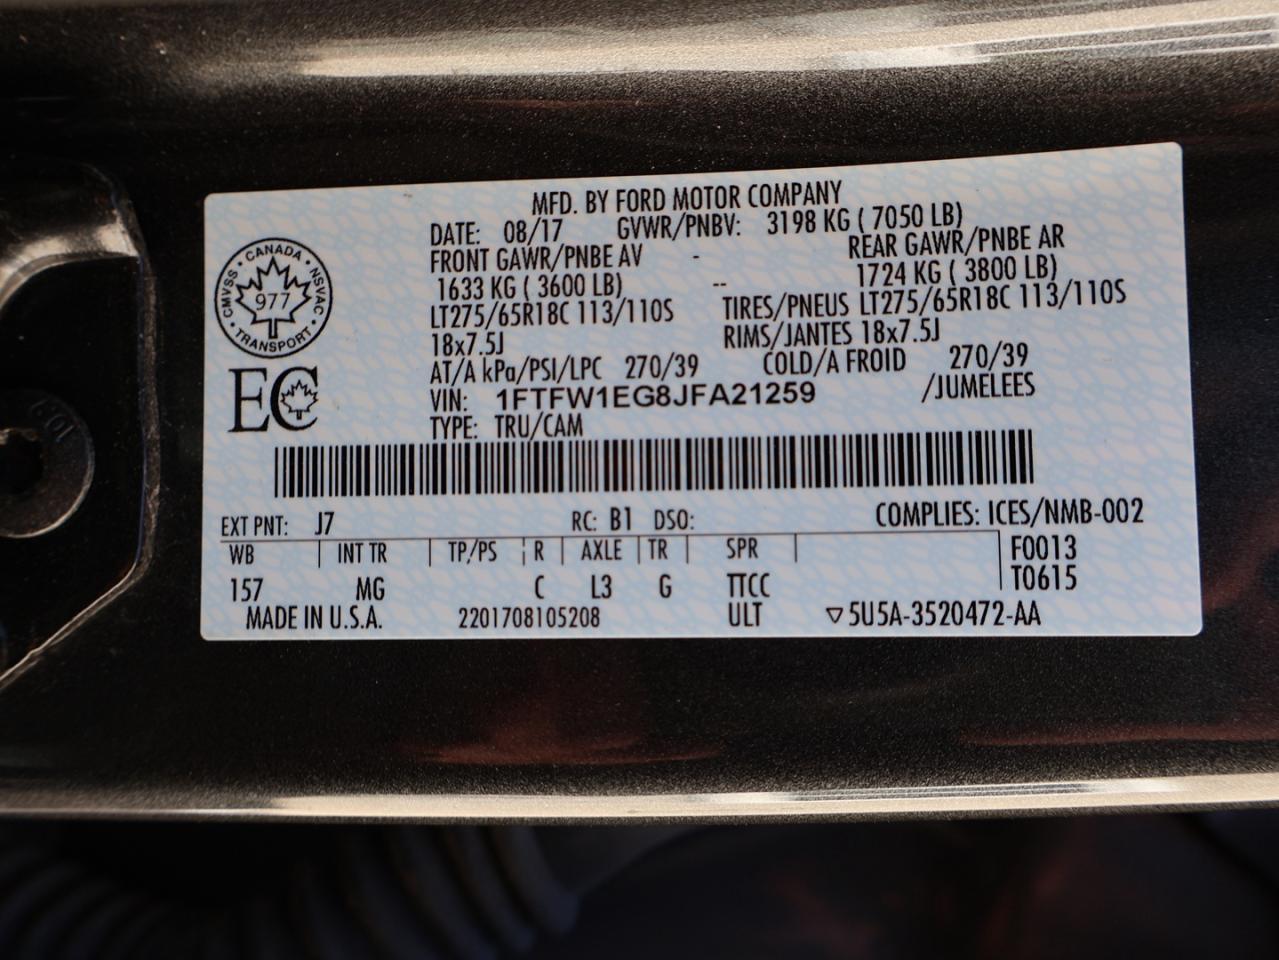 MFD. BY FORD MOTOR COMPANY
DATE: 08/17 GVWR/PNBV: 3198 KG ( 7050 LB)
FRONT GAWR/PNBE AV - REAR GAWR/PNBE AR
1633 KG ( 3600 LB) -- 1724 KG ( 3800 LB)
LT275/65R18C 113/110S TIRES/PNEUS LT275/65R18C 113/110S
18x7.5J RIMS/JANTES 18x7.5J
AT/A kPa/PSI/LPC 270/39 COLD/A FROID 270/39
VIN: 1FTFW1EG8JFA21259 /JUMELEES
TYPE: TRU/CAM
CANADA
CMVSS 977 NSVAC
TRANSPORT
EC
EXT PNT: J7 RC: B1 DSO: COMPLIES: ICES/NMB-002
WB | INT TR | TP/PS | R | AXLE | TR | SPR | F0013
157 MG C L3 G TTCC T0615
MADE IN U.S.A. 2201708105208 ULT ▽5U5A-3520472-AA
10.9